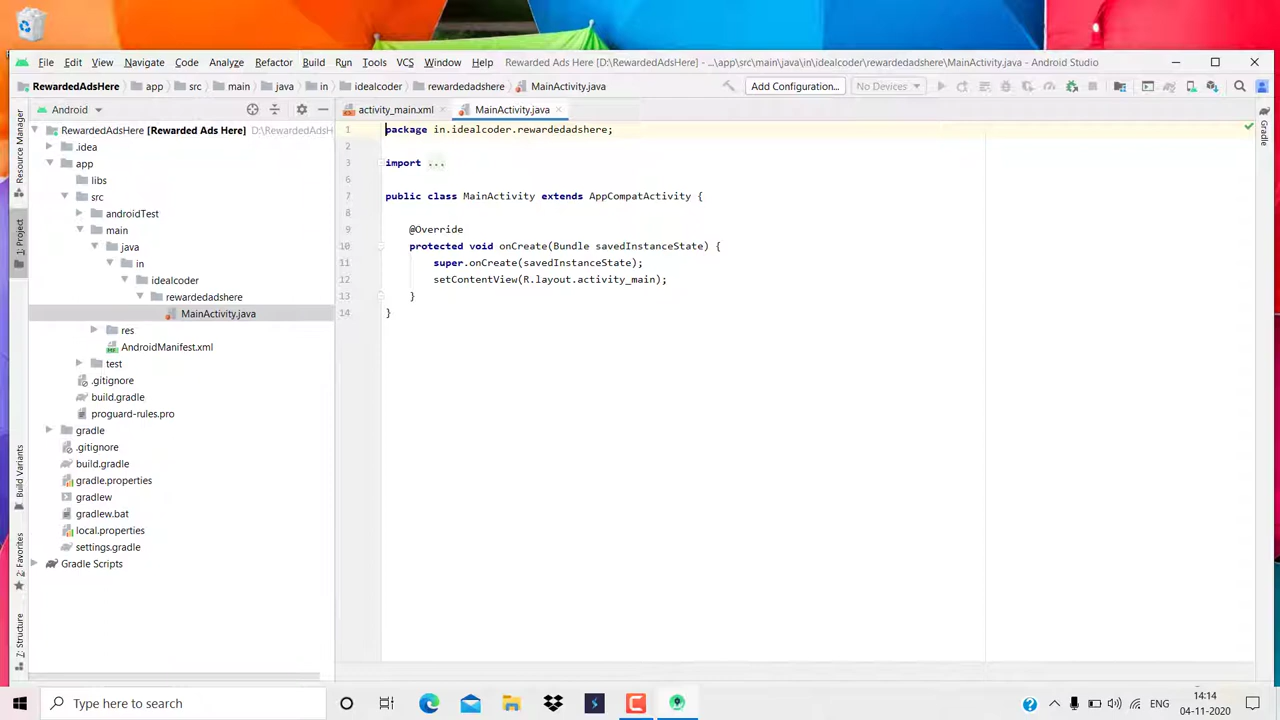 File Edit View Navigate Code Analyze Refactor Build Run Tools VCS Window Help Rewarded Ads Here [D:\RewardedAdsHere] - ...\app\src\main\java\in\idealcoder\rewardedadshere\MainActivity.java - Android Studio
RewardedAdsHere app src main java in idealcoder rewardedadshere MainActivity.java Add Configuration... No Devices
Android
activity_main.xml MainActivity.java
Resource Manager
1: Project
Build Variants
2: Favorites
7: Structure
RewardedAdsHere [Rewarded Ads Here] D:\RewardedAdsH
.idea
app
libs
src
androidTest
main
java
in
idealcoder
rewardedadshere
MainActivity.java
res
AndroidManifest.xml
test
.gitignore
build.gradle
proguard-rules.pro
gradle
.gitignore
build.gradle
gradle.properties
gradlew
gradlew.bat
local.properties
settings.gradle
Gradle Scripts
1 package in.idealcoder.rewardedadshere;
2
3 import ...
6
7 public class MainActivity extends AppCompatActivity {
8
9 @Override
10 protected void onCreate(Bundle savedInstanceState) {
11 super.onCreate(savedInstanceState);
12 setContentView(R.layout.activity_main);
13 }
14 }
Gradle
Type here to search
ENG
14:14
04-11-2020